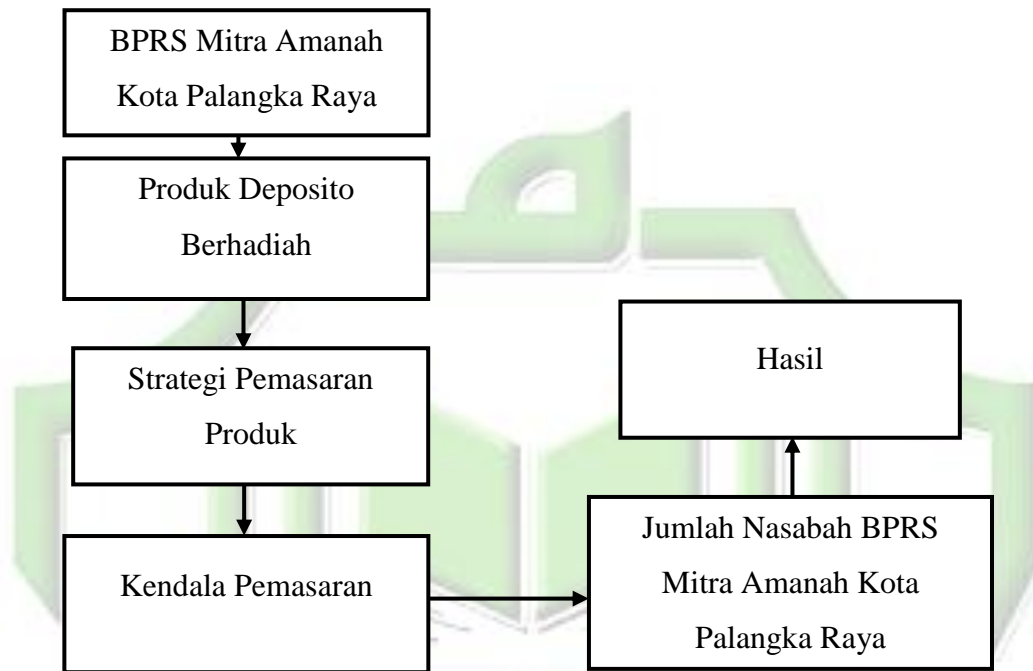 BPRS Mitra Amanah
Kota Palangka Raya
Produk Deposito
Berhadiah
Strategi Pemasaran
Produk
Kendala Pemasaran
Jumlah Nasabah BPRS
Mitra Amanah Kota
Palangka Raya
Hasil